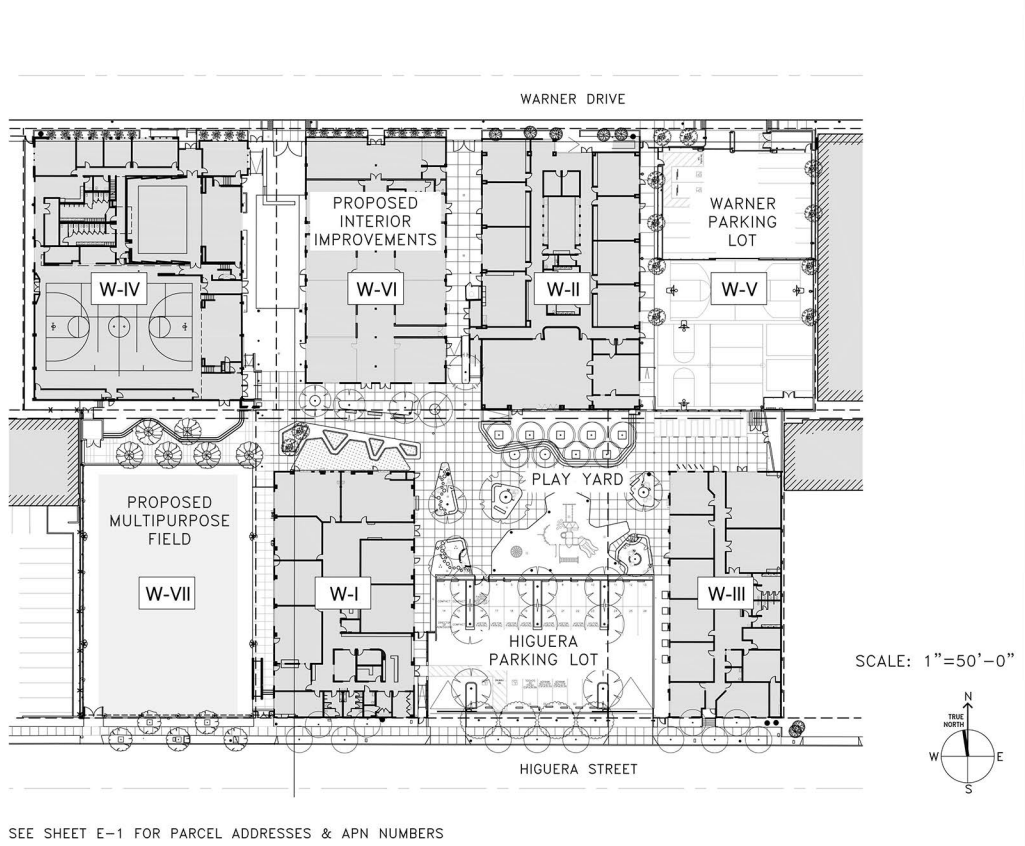 WARNER DRIVE
PROPOSED
INTERIOR
IMPROVEMENTS
WARNER
PARKING
LOT
W-IV
W-VI
W-II
W-V
PLAY YARD
PROPOSED
MULTIPURPOSE
FIELD
W-VII
W-I
W-III
HIGUERA
PARKING LOT
SCALE: 1”=50’-0”
N
TRUE
NORTH
W
E
S
HIGUERA STREET
SEE SHEET E-1 FOR PARCEL ADDRESSES & APN NUMBERS